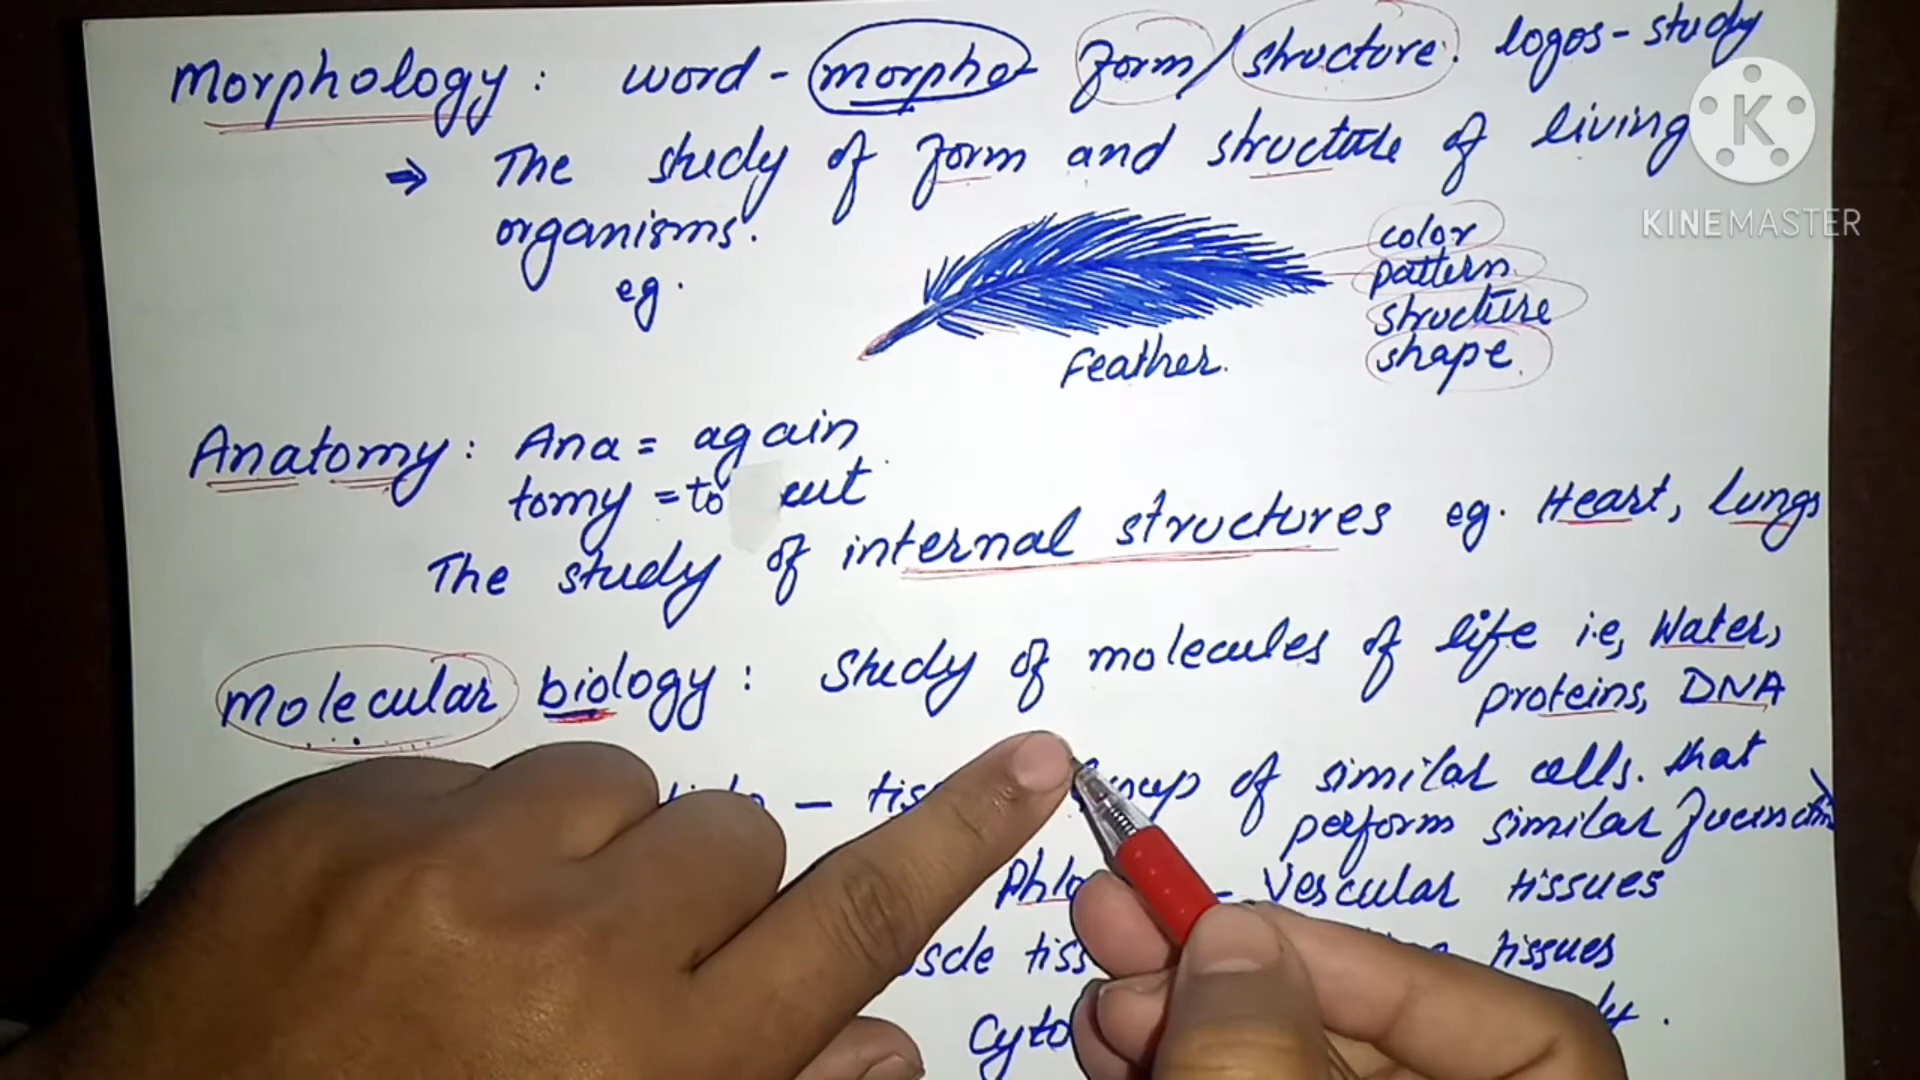 Morphology: word - morphe- form/structure. logos-study
⇒ The study of form and structure of living
organisms.
eg.
color
pattern
structure
shape.
Feather.
Anatomy: Ana = again
tomy = to cut
The study of internal structures eg. Heart, Lungs
Molecular biology: Study of molecules of life i.e, Water,
proteins, DNA
of similar cells. that
perform similar
- Vescular tissues
tissues
K
KINEMASTER